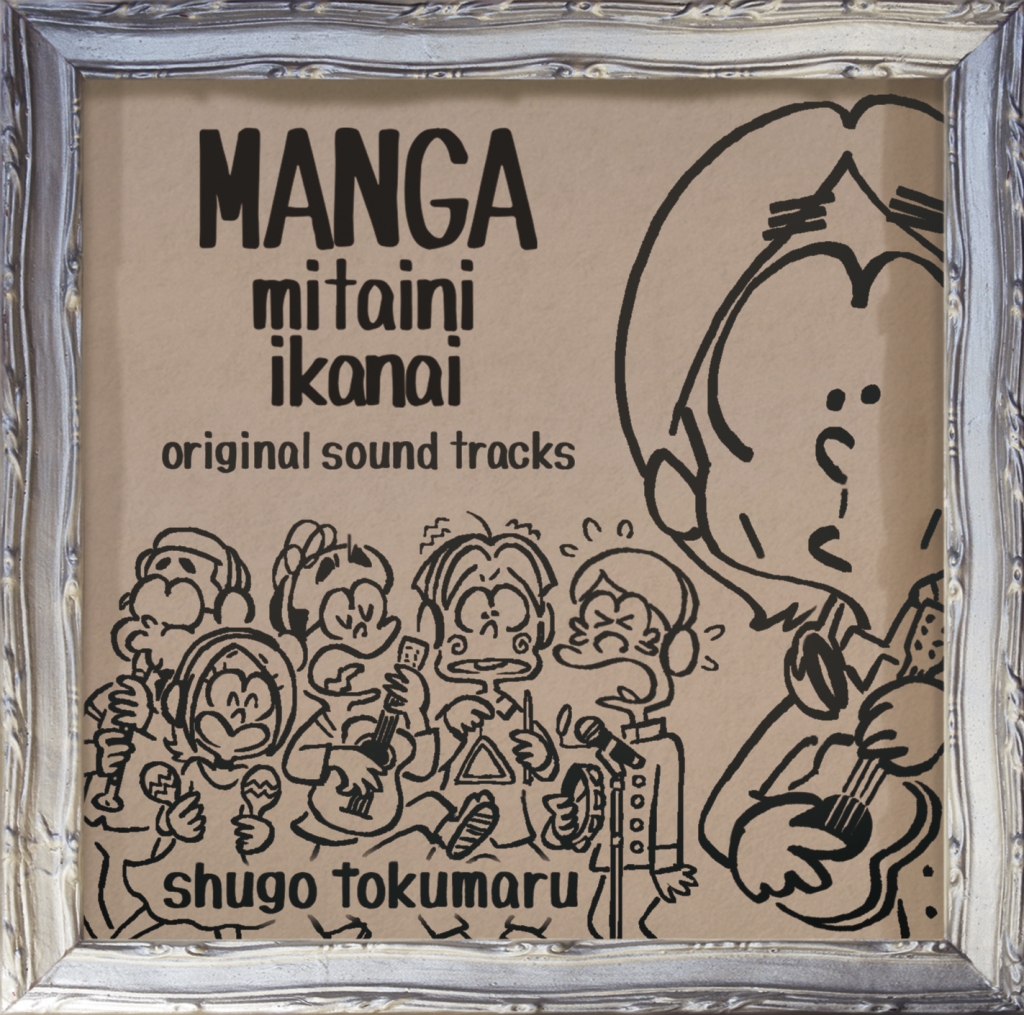 MANGA
mitaini
ikanai
original sound tracks
shugo tokumaru